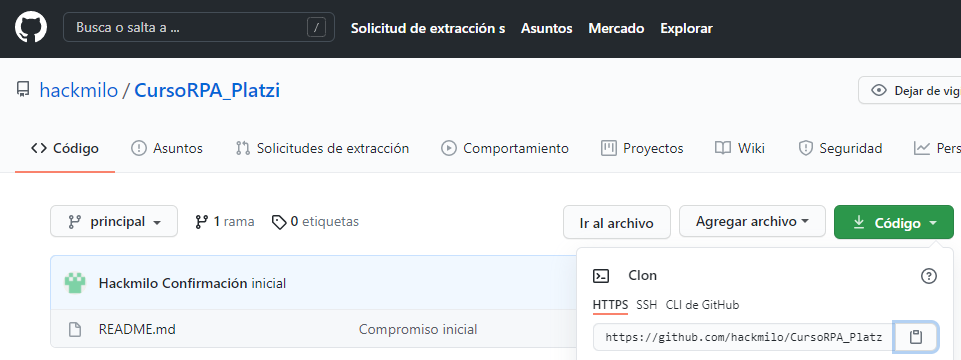 Busca o salta a ... / Solicitud de extracción s Asuntos Mercado Explorar
hackmilo / CursoRPA_Platzi Dejar de vig
Código Asuntos Solicitudes de extracción Comportamiento Proyectos Wiki Seguridad Pers
principal 1 rama 0 etiquetas Ir al archivo Agregar archivo Código
Hackmilo Confirmación inicial
README.md Compromiso inicial
Clon
HTTPS SSH CLI de GitHub
https://github.com/hackmilo/CursoRPA_Platz